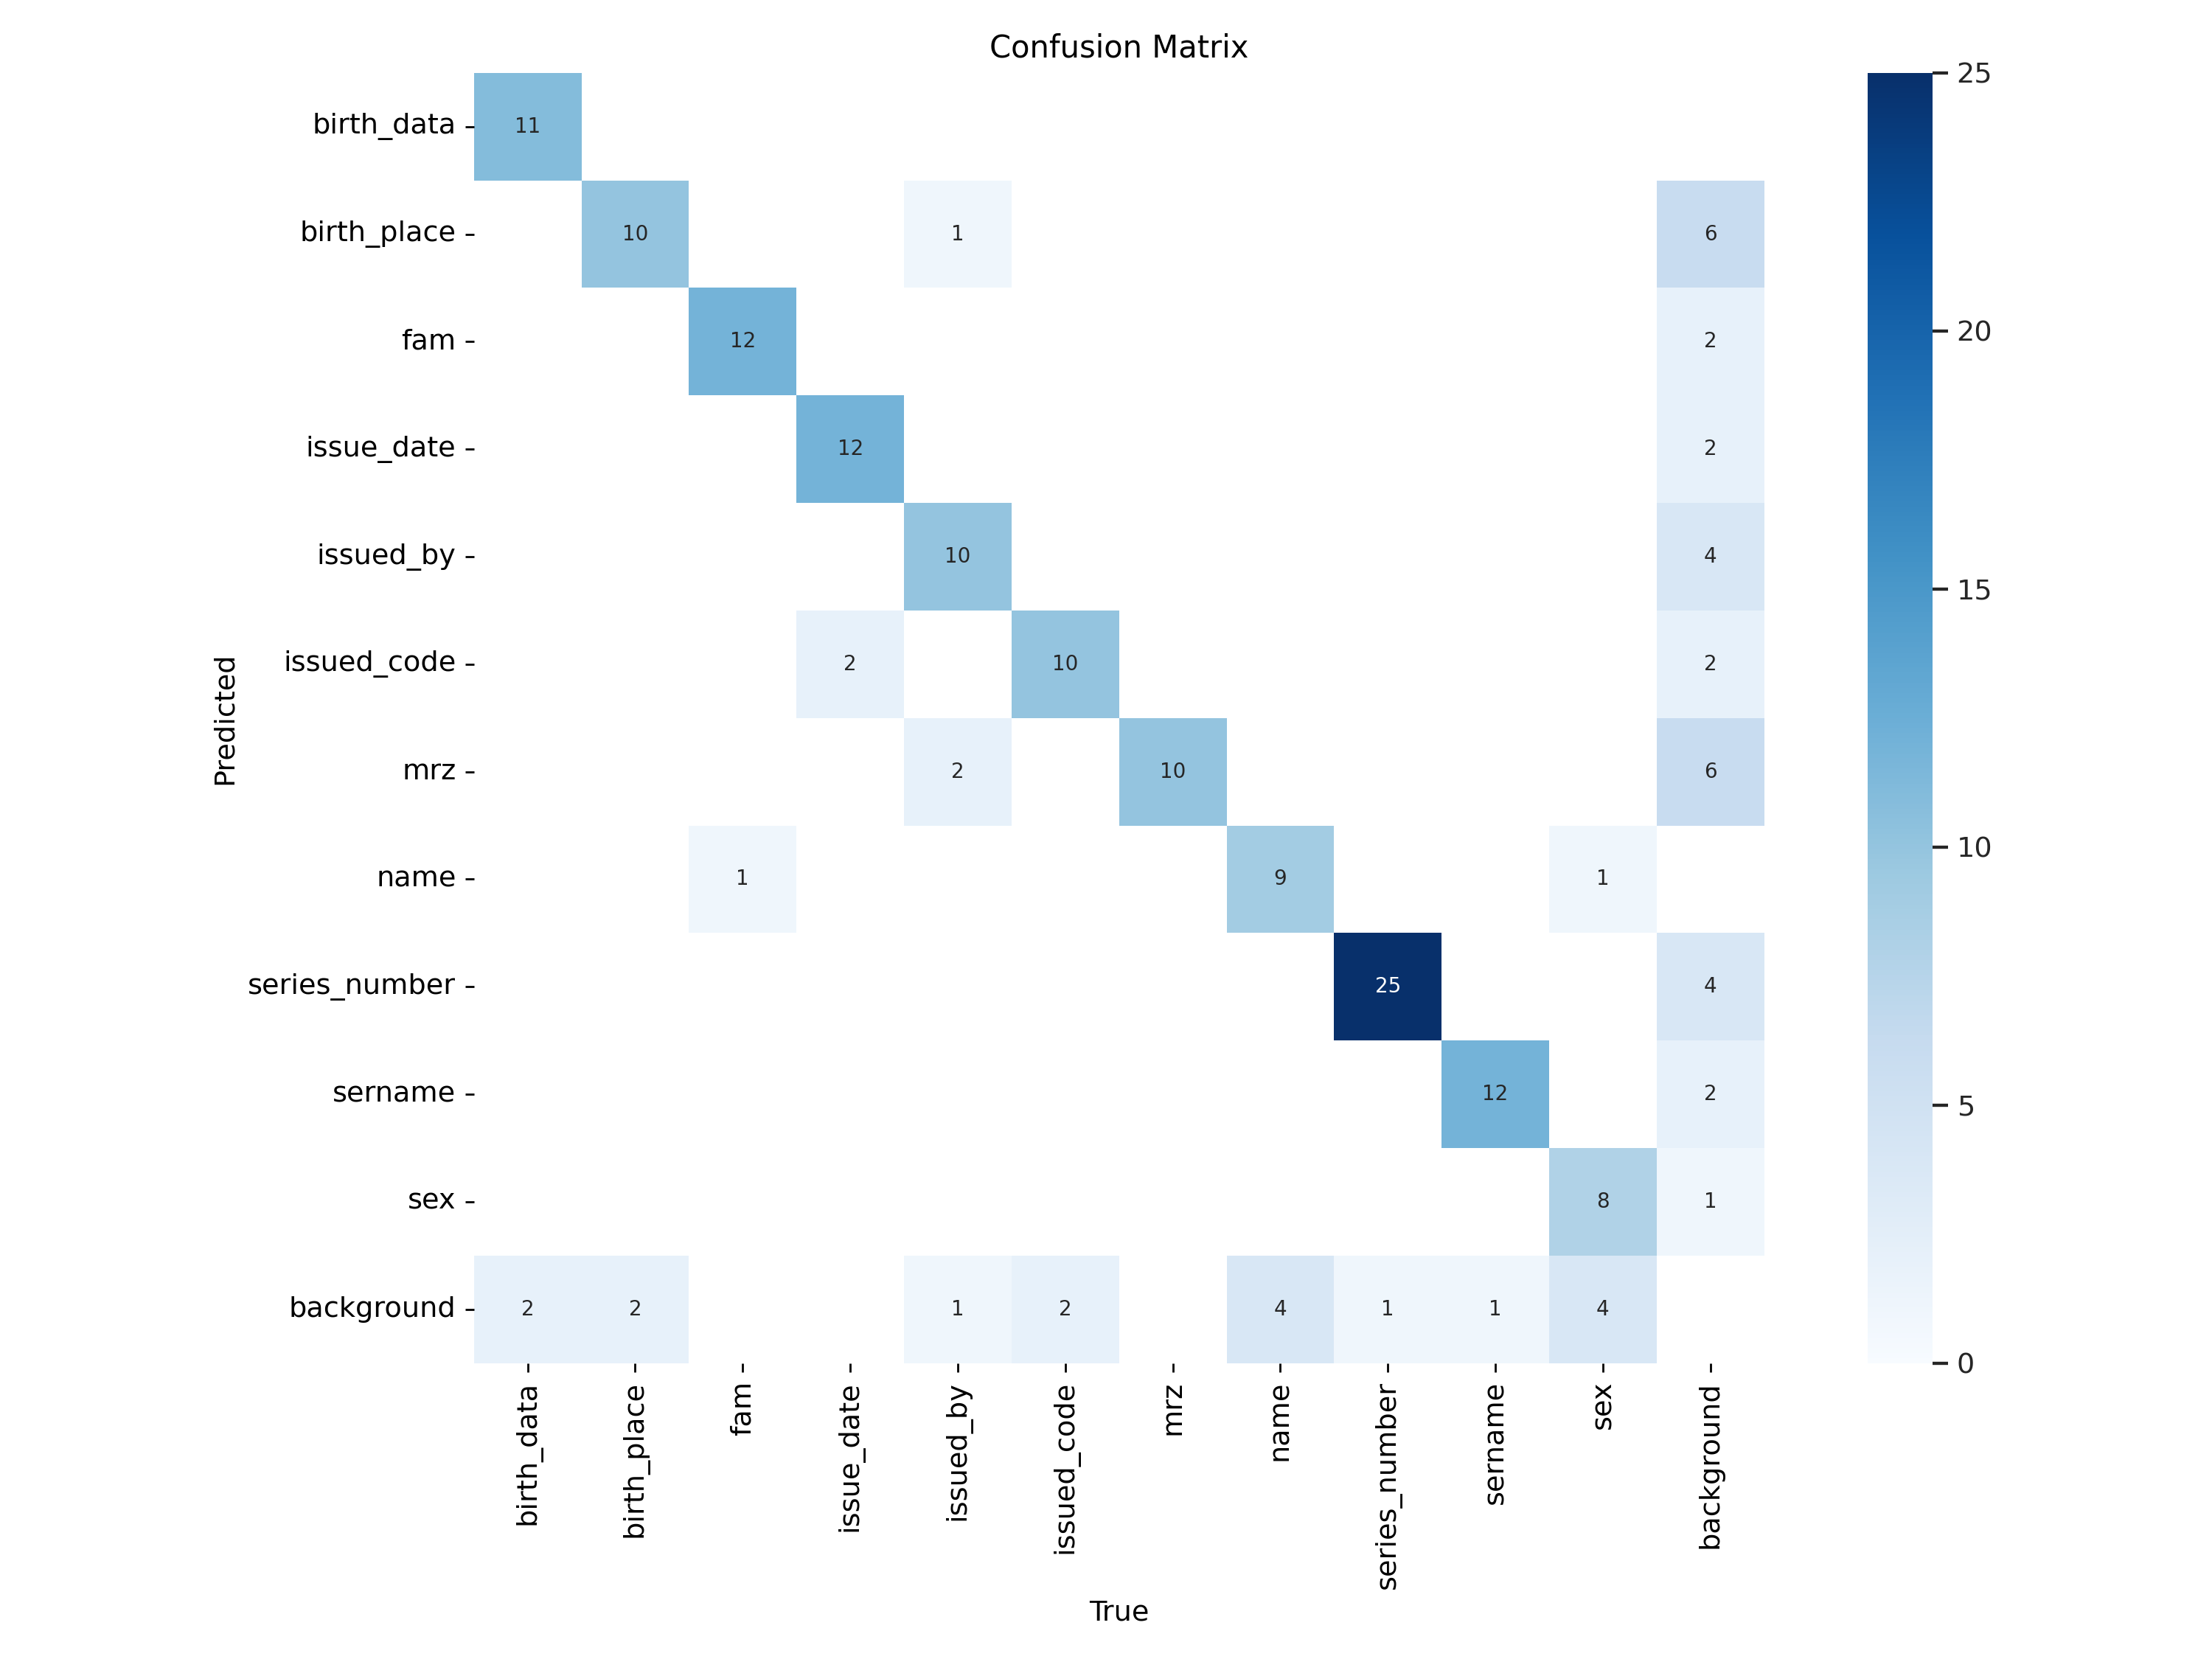 Confusion Matrix
birth_data 11
birth_place 10 1 6
fam 12 2
issue_date 12 2
issued_by 10 4
issued_code 2 10 2
mrz 2 10 6
name 1 9 1
series_number 25 4
sername 12 2
sex 8 1
background 2 2 1 2 4 1 1 4
birth_data birth_place fam issue_date issued_by issued_code mrz name series_number sername sex background
True
Predicted
25
20
15
10
5
0